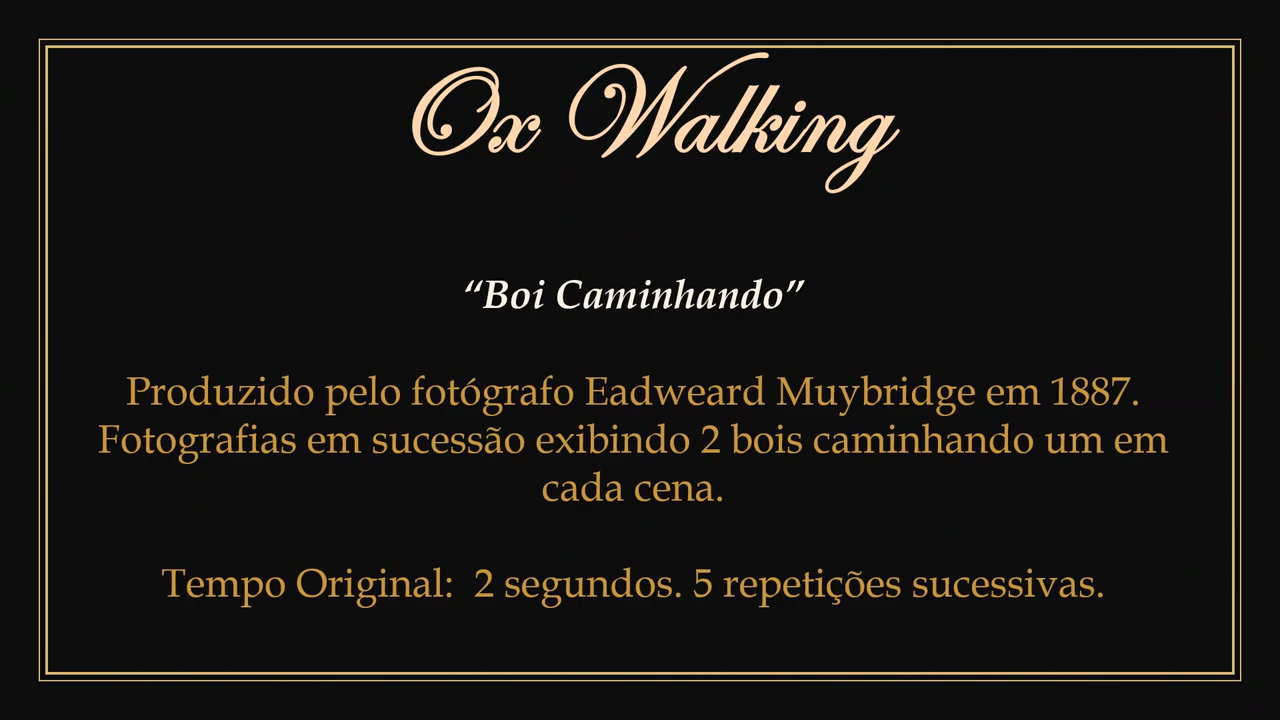 Ox Walking
“Boi Caminhando”
Produzido pelo fotógrafo Eadweard Muybridge em 1887.
Fotografias em sucessão exibindo 2 bois caminhando um em
cada cena.
Tempo Original:  2 segundos. 5 repetições sucessivas.